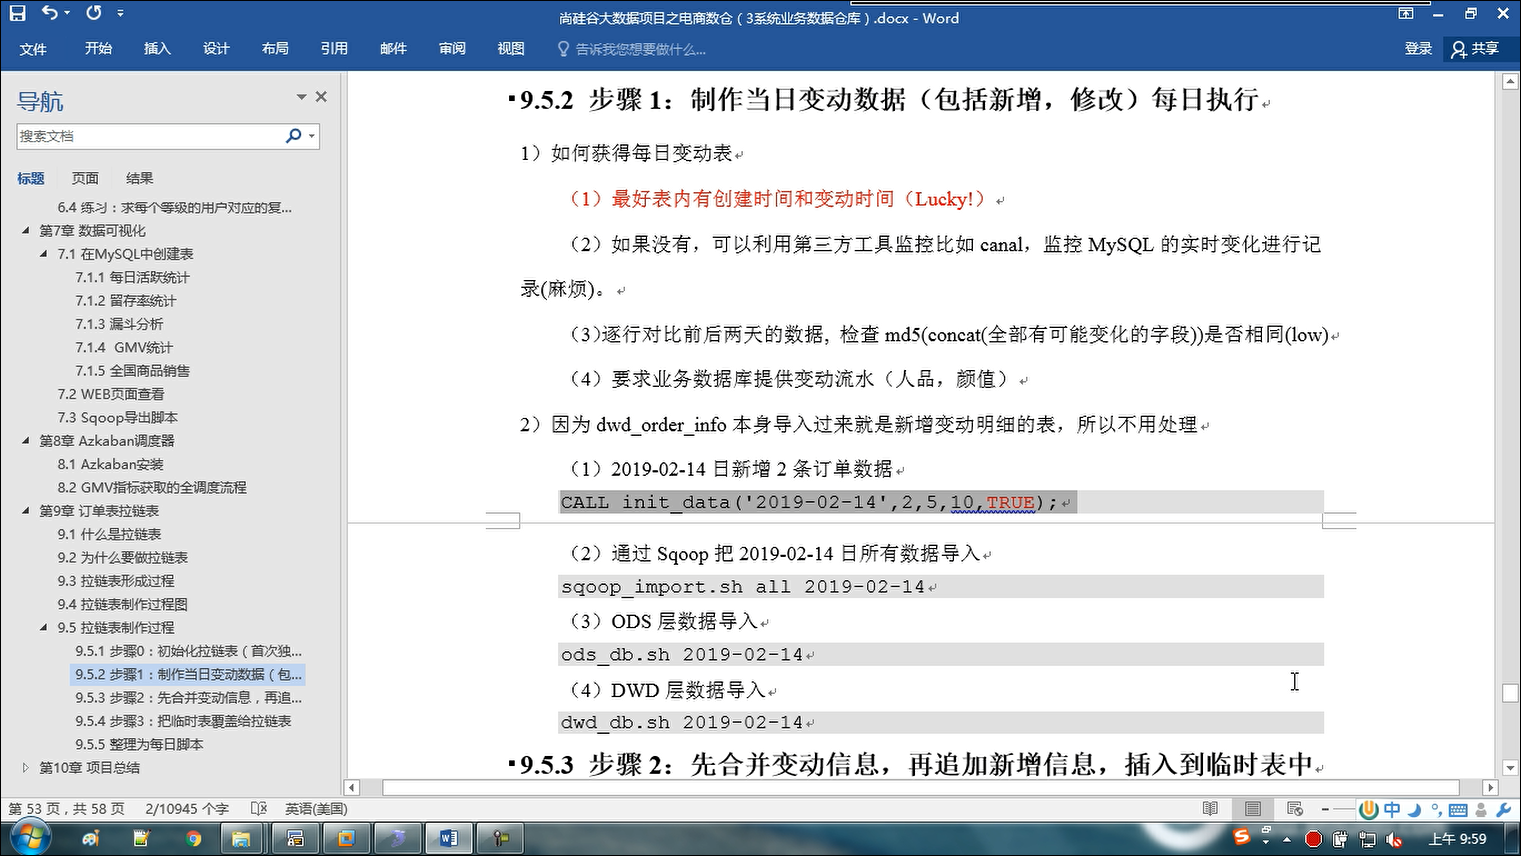 尚硅谷大数据项目之电商数仓（3系统业务数据仓库）.docx - Word
文件 开始 插入 设计 布局 引用 邮件 审阅 视图 告诉我您想要做什么... 登录 共享
导航
搜索文档
标题 页面 结果
6.4 练习：求每个等级的用户对应的复...
第7章 数据可视化
7.1 在MySQL中创建表
7.1.1 每日活跃统计
7.1.2 留存率统计
7.1.3 漏斗分析
7.1.4 GMV统计
7.1.5 全国商品销售
7.2 WEB页面查看
7.3 Sqoop导出脚本
第8章 Azkaban调度器
8.1 Azkaban安装
8.2 GMV指标获取的全调度流程
第9章 订单表拉链表
9.1 什么是拉链表
9.2 为什么要做拉链表
9.3 拉链表形成过程
9.4 拉链表制作过程图
9.5 拉链表制作过程
9.5.1 步骤0：初始化拉链表（首次独...
9.5.2 步骤1：制作当日变动数据（包...
9.5.3 步骤2：先合并变动信息，再追...
9.5.4 步骤3：把临时表覆盖给拉链表
9.5.5 整理为每日脚本
第10章 项目总结
9.5.2 步骤 1：制作当日变动数据（包括新增，修改）每日执行
1）如何获得每日变动表
（1）最好表内有创建时间和变动时间（Lucky!）
（2）如果没有，可以利用第三方工具监控比如 canal，监控 MySQL 的实时变化进行记
录(麻烦)。
（3)逐行对比前后两天的数据, 检查 md5(concat(全部有可能变化的字段))是否相同(low)
（4）要求业务数据库提供变动流水（人品，颜值）
2）因为 dwd_order_info 本身导入过来就是新增变动明细的表，所以不用处理
（1）2019-02-14 日新增 2 条订单数据
CALL init_data('2019-02-14',2,5,10,TRUE);
（2）通过 Sqoop 把 2019-02-14 日所有数据导入
sqoop_import.sh all 2019-02-14
（3）ODS 层数据导入
ods_db.sh 2019-02-14
（4）DWD 层数据导入
dwd_db.sh 2019-02-14
9.5.3 步骤 2：先合并变动信息，再追加新增信息，插入到临时表中
第 53 页，共 58 页 2/10945 个字 英语(美国) 中
上午 9:59